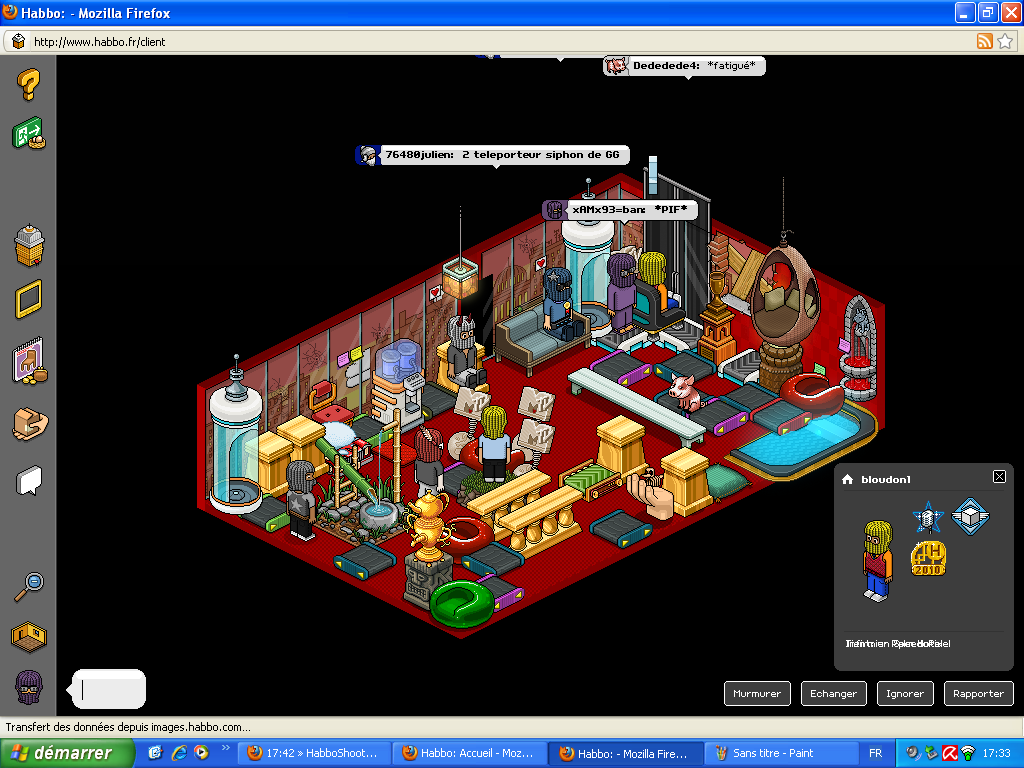 Habbo: - Mozilla Firefox
http://www.habbo.fr/client
Dededede4: *fatigué*
76480julien: 2 teleporteur siphon de GG
xAMx93=ban: *PIF*
bloudon1
2010
Murmurer
Echanger
Ignorer
Rapporter
Transfert des données depuis images.habbo.com...
démarrer
17:42 » HabboShoot...
Habbo: Accueil - Moz...
Habbo: - Mozilla Fire...
Sans titre - Paint
FR
17:33